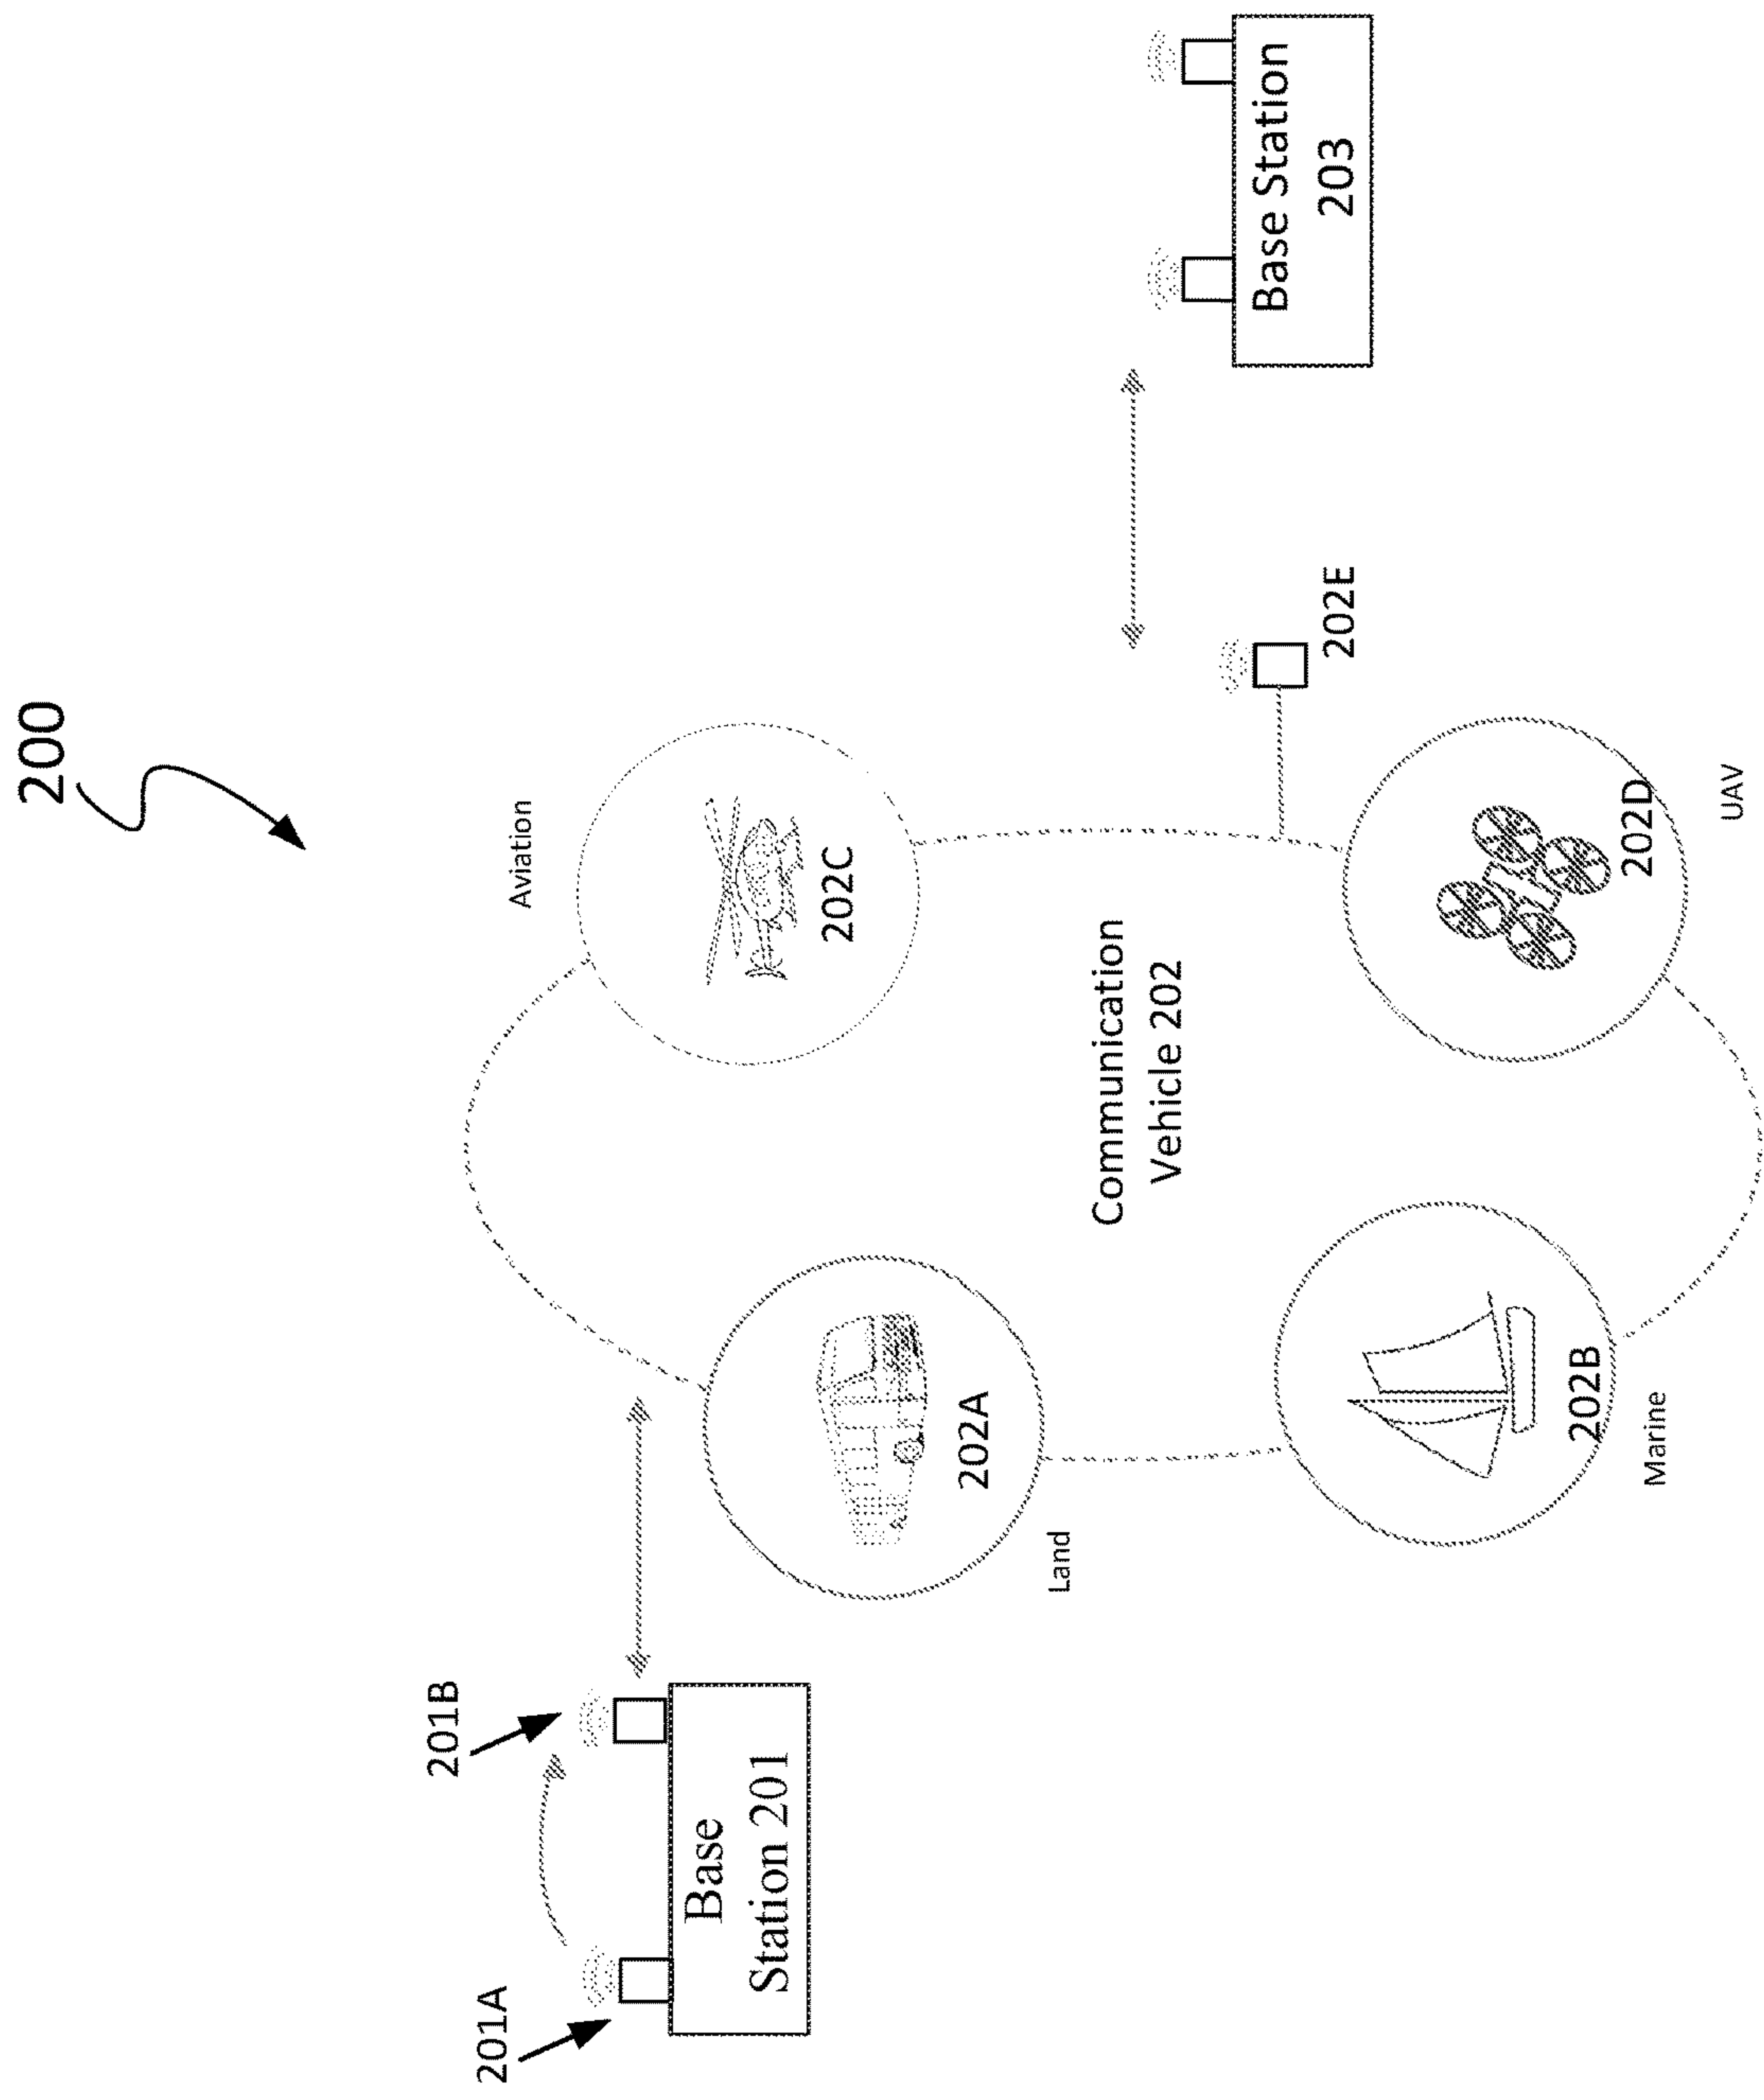 200
Aviation
202C
201B
201A
Base
Station 201
202A
Land
Communication
Vehicle 202
202E
Base Station
203
202B
Marine
202D
UAV